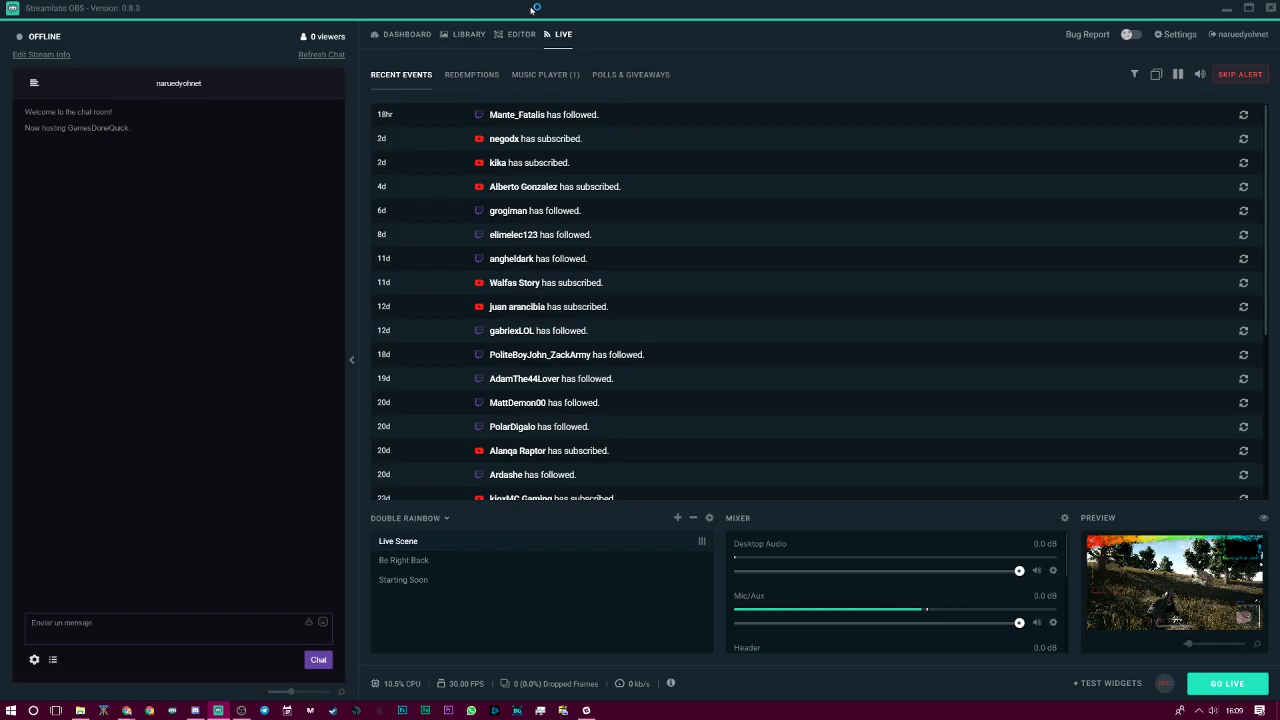 Streamlabs OBS - Version: 0.8.3
OFFLINE
0 viewers
Edit Stream Info
Refresh Chat
naruedyohnet
Welcome to the chat room!
Now hosting GamesDoneQuick.
Enviar un mensaje
Chat
DASHBOARD
LIBRARY
EDITOR
LIVE
Bug Report
Settings
naruedyohnet
RECENT EVENTS
REDEMPTIONS
MUSIC PLAYER (1)
POLLS & GIVEAWAYS
SKIP ALERT
18hr Mante_Fatalis has followed.
2d negodx has subscribed.
2d kika has subscribed.
4d Alberto Gonzalez has subscribed.
6d grogiman has followed.
8d elimelec123 has followed.
11d angheldark has followed.
11d Walfas Story has subscribed.
12d juan arancibia has subscribed.
12d gabriexLOL has followed.
18d PoliteBoyJohn_ZackArmy has followed.
19d AdamThe44Lover has followed.
20d MattDemon00 has followed.
20d PolarDigalo has followed.
20d Alanqa Raptor has subscribed.
20d Ardashe has followed.
23d kioxMC Gaming has subscribed
DOUBLE RAINBOW
Live Scene
Be Right Back
Starting Soon
MIXER
Desktop Audio 0.0 dB
Mic/Aux 0.0 dB
Header 0.0 dB
PREVIEW
10.5% CPU
30.00 FPS
0 (0.0%) Dropped Frames
0 kb/s
+ TEST WIDGETS
REC
GO LIVE
16:09